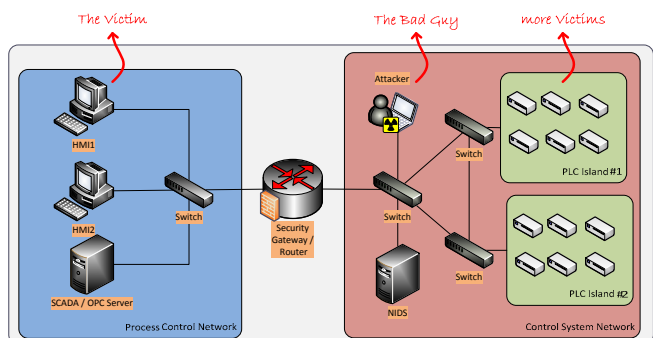 The Victim
The Bad Guy
more Victims
HMI1
HMI2
SCADA / OPC Server
Switch
Process Control Network
Security
Gateway /
Router
Attacker
Switch
NIDS
Switch
Switch
PLC Island #1
PLC Island #2
Control System Network